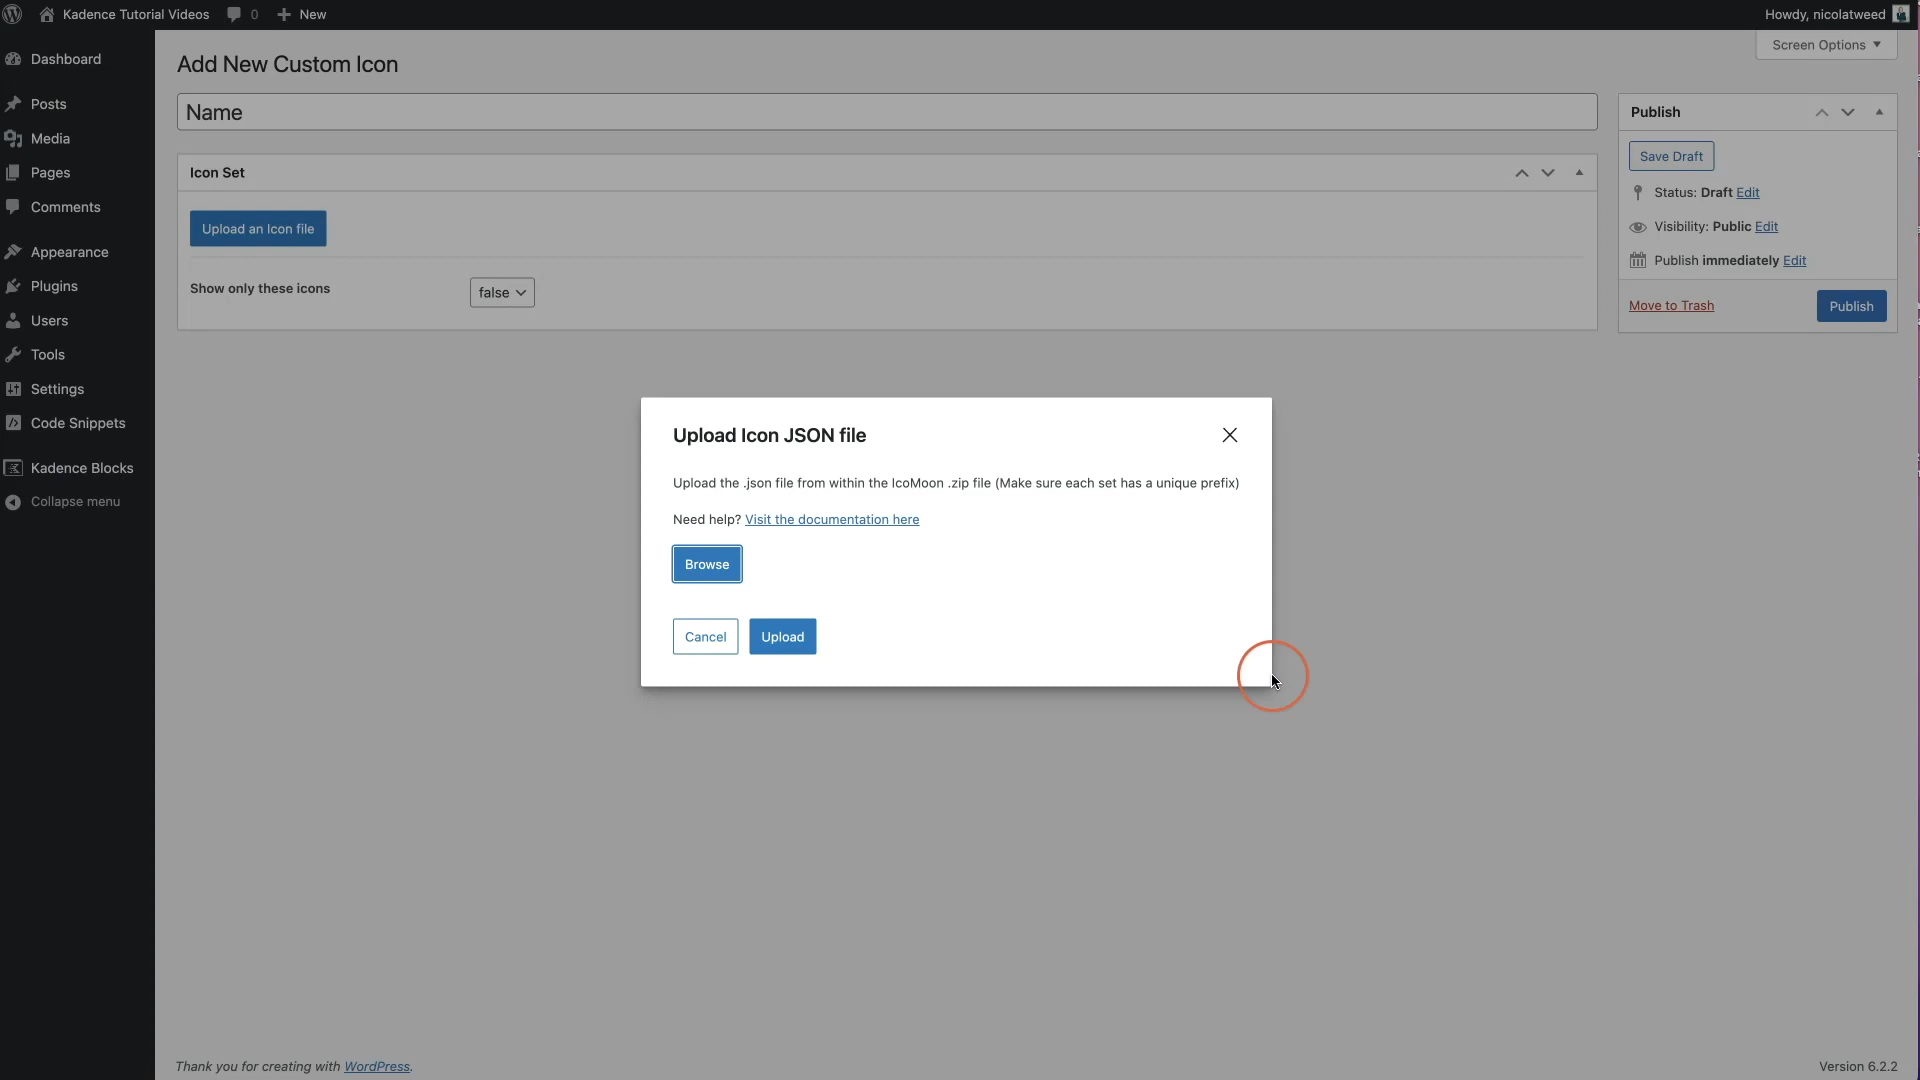 Kadence Tutorial Videos 0 New Howdy, nicolatweed
Screen Options
Dashboard
Posts
Media
Pages
Comments
Appearance
Plugins
Users
Tools
Settings
Code Snippets
Kadence Blocks
Collapse menu
Add New Custom Icon
Name
Icon Set
Upload an Icon file
Show only these icons false
Publish
Save Draft
Status: Draft Edit
Visibility: Public Edit
Publish immediately Edit
Move to Trash Publish
Upload Icon JSON file
Upload the .json file from within the IcoMoon .zip file (Make sure each set has a unique prefix)
Need help? Visit the documentation here
Browse
Cancel Upload
Thank you for creating with WordPress. Version 6.2.2